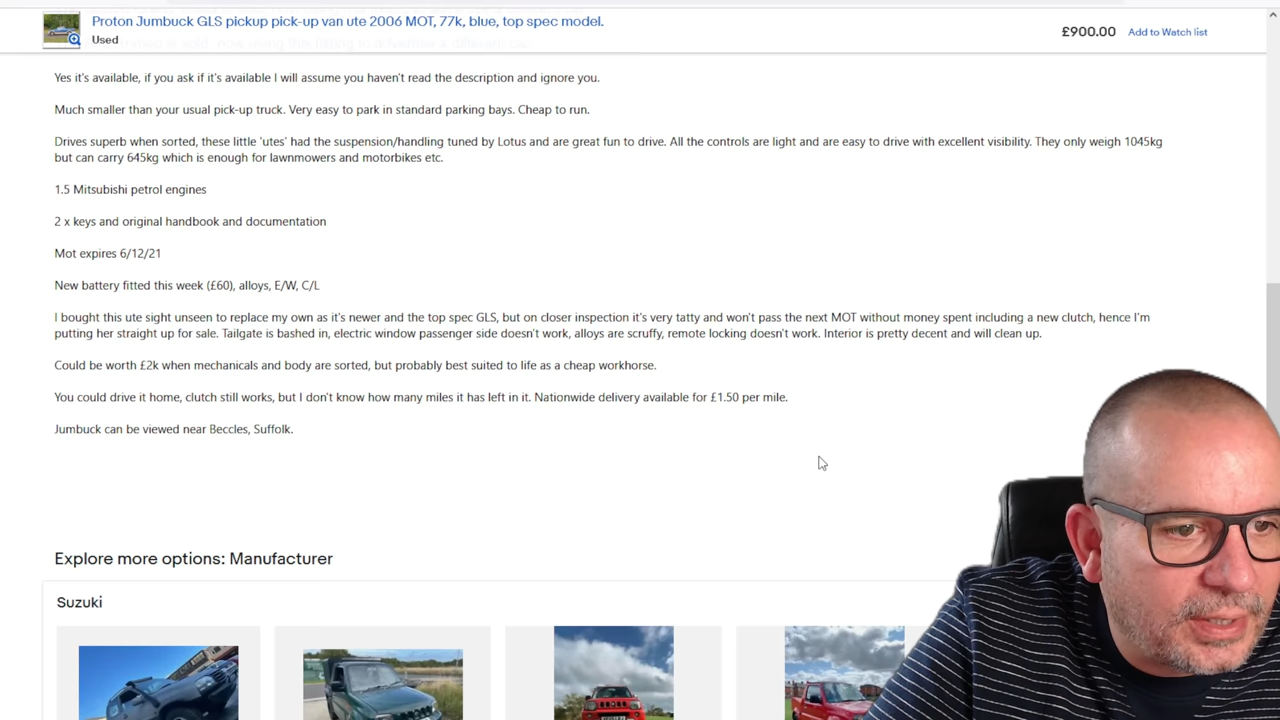 Proton Jumbuck GLS pickup pick-up van ute 2006 MOT, 77k, blue, top spec model.
Used
£900.00
Add to Watch list
Yes it's available, if you ask if it's available I will assume you haven't read the description and ignore you.
Much smaller than your usual pick-up truck. Very easy to park in standard parking bays. Cheap to run.
Drives superb when sorted, these little 'utes' had the suspension/handling tuned by Lotus and are great fun to drive. All the controls are light and are easy to drive with excellent visibility. They only weigh 1045kg
but can carry 645kg which is enough for lawnmowers and motorbikes etc.
1.5 Mitsubishi petrol engines
2 x keys and original handbook and documentation
Mot expires 6/12/21
New battery fitted this week (£60), alloys, E/W, C/L
I bought this ute sight unseen to replace my own as it's newer and the top spec GLS, but on closer inspection it's very tatty and won't pass the next MOT without money spent including a new clutch, hence I'm
putting her straight up for sale. Tailgate is bashed in, electric window passenger side doesn't work, alloys are scruffy, remote locking doesn't work. Interior is pretty decent and will clean up.
Could be worth £2k when mechanicals and body are sorted, but probably best suited to life as a cheap workhorse.
You could drive it home, clutch still works, but I don't know how many miles it has left in it. Nationwide delivery available for £1.50 per mile.
Jumbuck can be viewed near Beccles, Suffolk.
Explore more options: Manufacturer
Suzuki